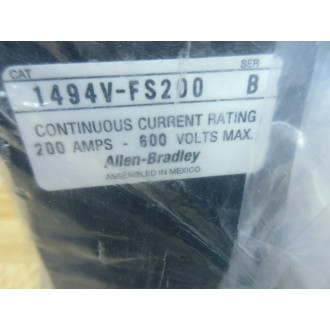 CAT SER
1494V-FS200 B
CONTINUOUS CURRENT RATING
200 AMPS - 600 VOLTS MAX.
Allen-Bradley
ASSEMBLED IN MEXICO